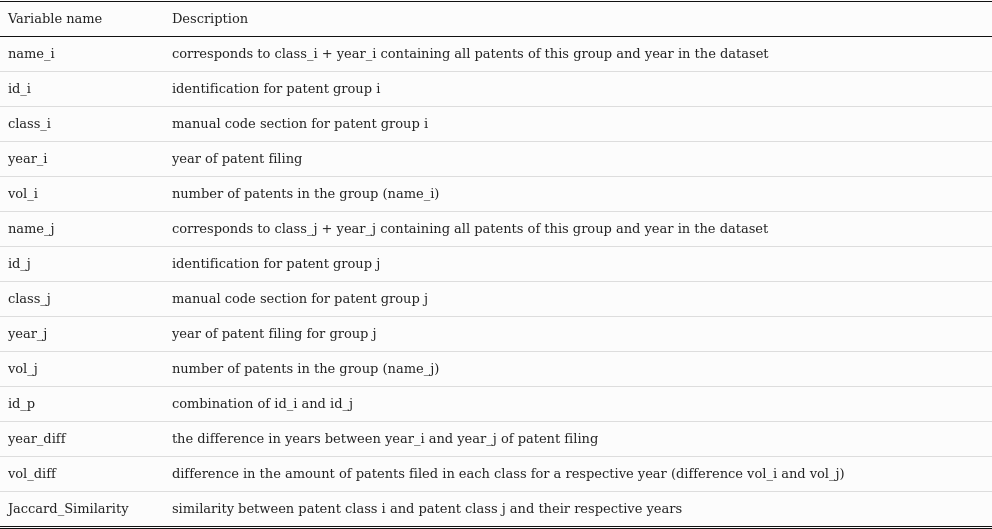 Variable name Description
name_i corresponds to class_i + year_i containing all patents of this group and year in the dataset
id_i identification for patent group i
class_i manual code section for patent group i
year_i year of patent filing
vol_i number of patents in the group (name_i)
name_j corresponds to class_j + year_j containing all patents of this group and year in the dataset
id_j identification for patent group j
class_j manual code section for patent group j
year_j year of patent filing for group j
vol_j number of patents in the group (name_j)
id_p combination of id_i and id_j
year_diff the difference in years between year_i and year_j of patent filing
vol_diff difference in the amount of patents filed in each class for a respective year (difference vol_i and vol_j)
Jaccard_Similarity similarity between patent class i and patent class j and their respective years